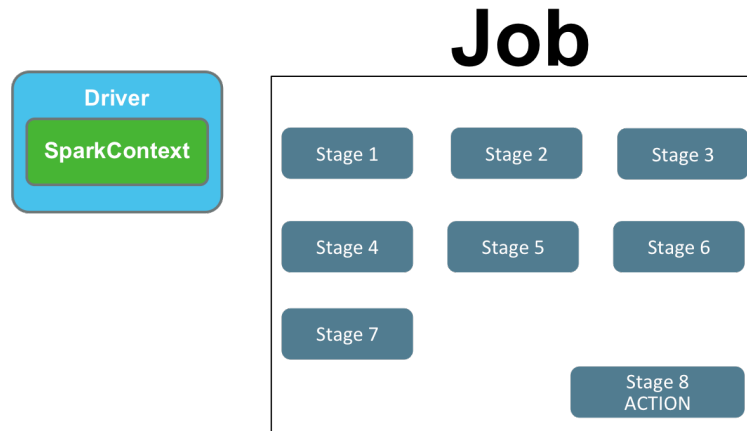 Job
Driver
SparkContext
Stage 1
Stage 2
Stage 3
Stage 4
Stage 5
Stage 6
Stage 7
Stage 8
ACTION